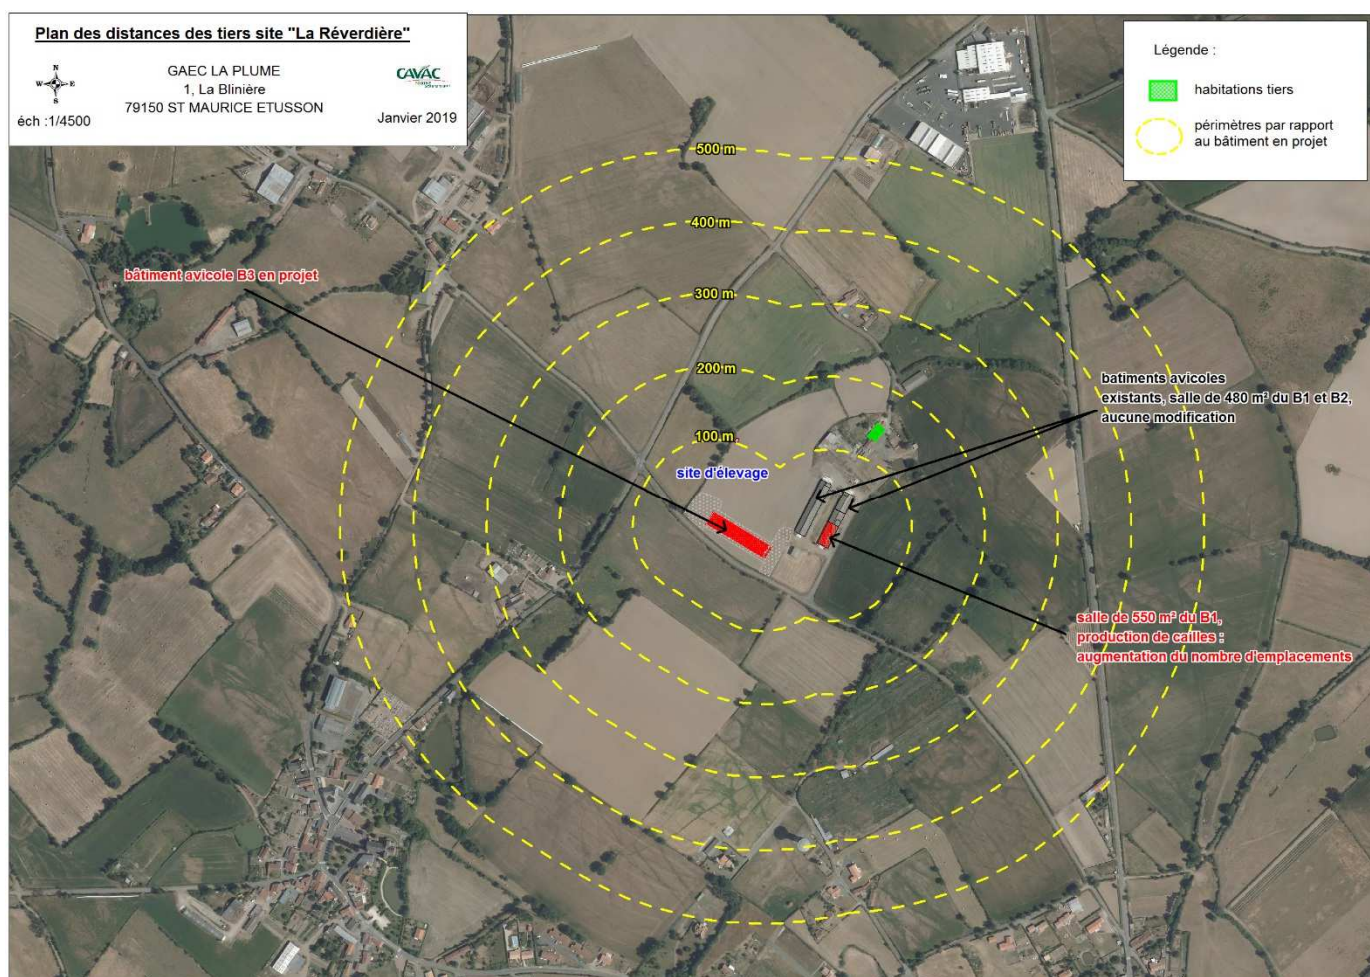 Plan des distances des tiers site "La Réverdière"
N
W
E
S
GAEC LA PLUME
1, La Blinière
79150 ST MAURICE ETUSSON
CAVAC
éch :1/4500
Janvier 2019
Légende :
habitations tiers
périmètres par rapport
au bâtiment en projet
500 m
400 m
300 m
200 m
100 m
bâtiment avicole B3 en projet
batiments avicoles
existants, salle de 480 m² du B1 et B2,
aucune modification
site d'élevage
salle de 550 m² du B1,
production de cailles :
augmentation du nombre d'emplacements